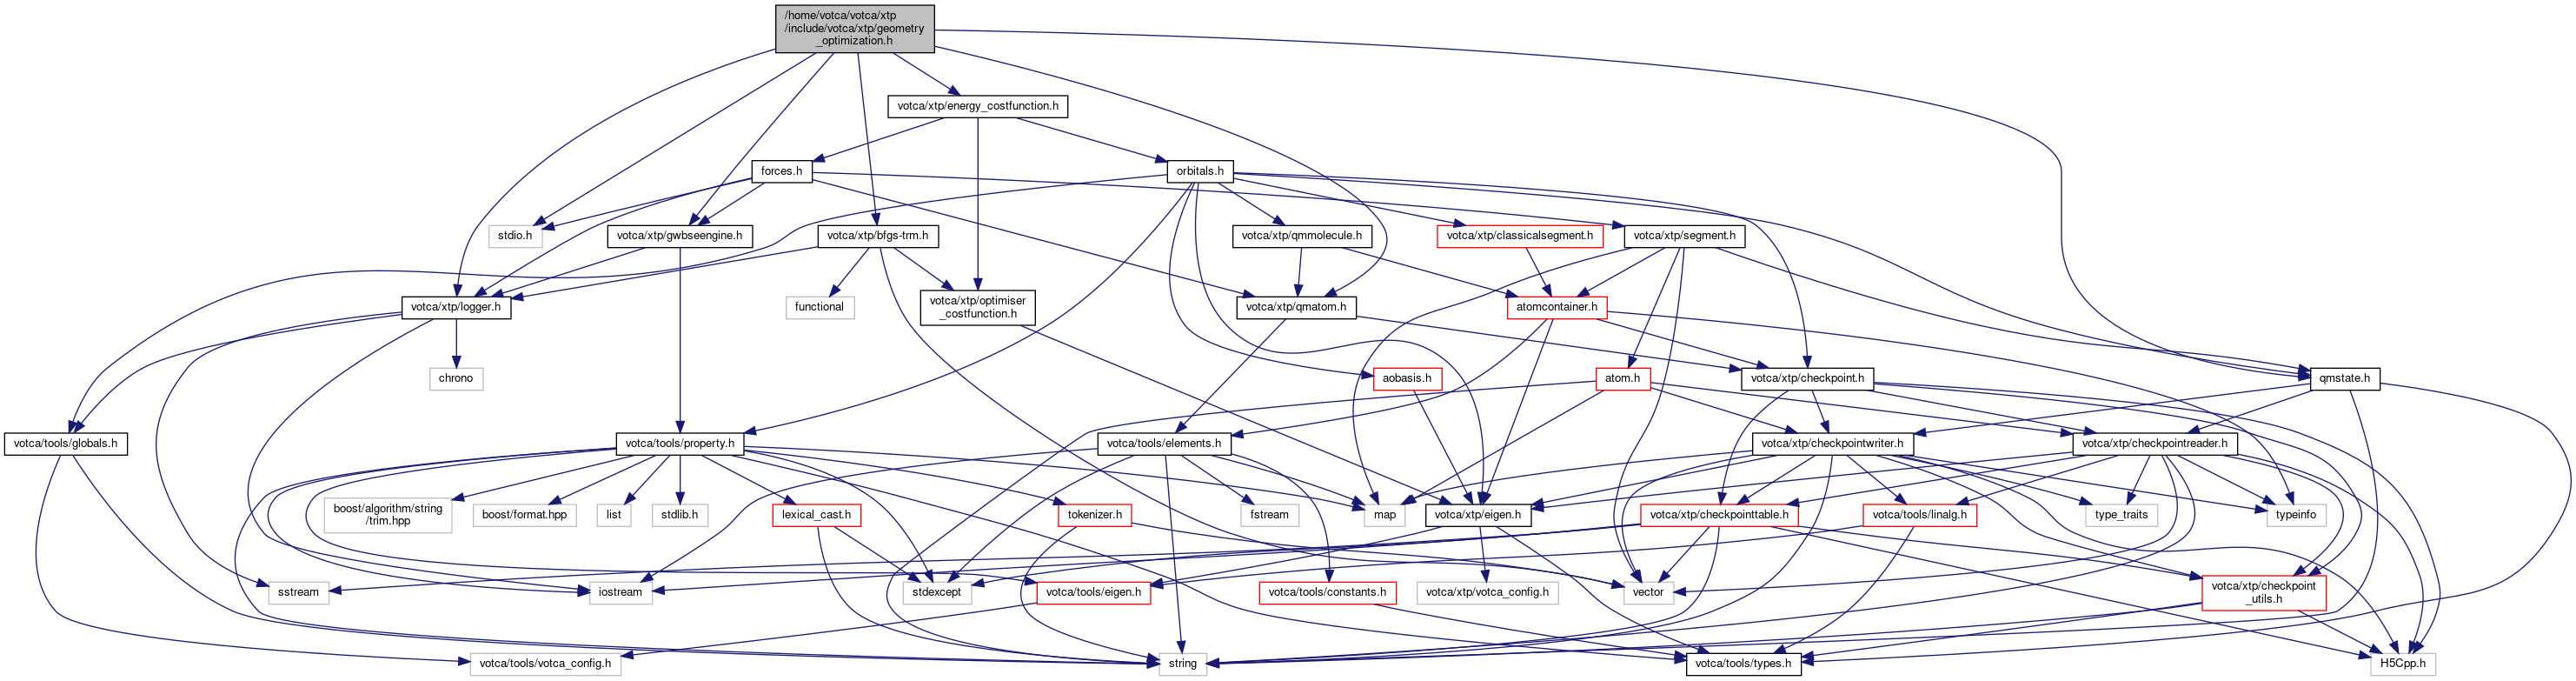 /home/votca/votca/xtp
/include/votca/xtp/geometry
_optimization.h
votca/xtp/energy_costfunction.h
forces.h
orbitals.h
stdio.h
votca/xtp/gwbseengine.h
votca/xtp/bfgs-trm.h
votca/xtp/qmmolecule.h
votca/xtp/classicalsegment.h
votca/xtp/segment.h
votca/xtp/logger.h
functional
votca/xtp/optimiser
_costfunction.h
votca/xtp/qmatom.h
atomcontainer.h
chrono
aobasis.h
atom.h
votca/xtp/checkpoint.h
qmstate.h
votca/tools/globals.h
votca/tools/property.h
votca/tools/elements.h
votca/xtp/checkpointwriter.h
votca/xtp/checkpointreader.h
boost/algorithm/string
/trim.hpp
boost/format.hpp
list
stdlib.h
lexical_cast.h
tokenizer.h
fstream
map
votca/xtp/eigen.h
votca/xtp/checkpointtable.h
votca/tools/linalg.h
type_traits
typeinfo
sstream
iostream
stdexcept
votca/tools/eigen.h
votca/tools/constants.h
votca/xtp/votca_config.h
vector
votca/xtp/checkpoint
_utils.h
votca/tools/votca_config.h
string
votca/tools/types.h
H5Cpp.h